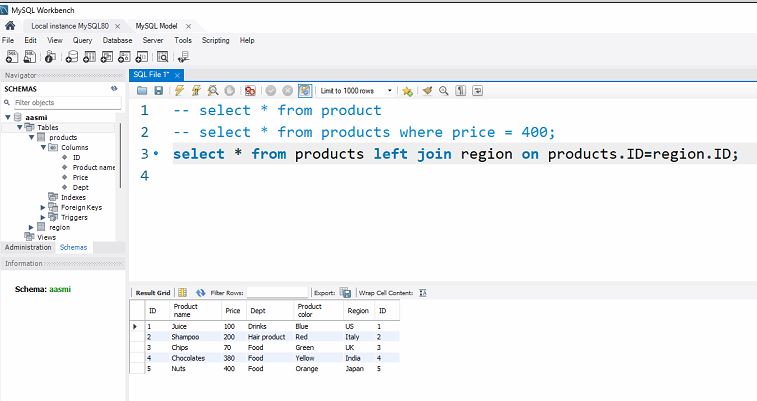 MySQL Workbench
Local instance MySQL80 × MySQL Model ×
File Edit View Query Database Server Tools Scripting Help
Navigator
SCHEMAS
Filter objects
aasmi
Tables
products
Columns
ID
Product name
Price
Dept
Indexes
Foreign Keys
Triggers
region
Views
Administration Schemas
Information
Schema: aasmi
SQL File 1* ×
Limit to 1000 rows
1 -- select * from product
2 -- select * from products where price = 400;
3 select * from products left join region on products.ID=region.ID;
4
Result Grid Filter Rows: Export: Wrap Cell Content:
ID Product name Price Dept Product color Region ID
1 Juice 100 Drinks Blue US 1
2 Shampoo 200 Hair product Red Italy 2
3 Chips 70 Food Green UK 3
4 Chocolates 380 Food Yellow India 4
5 Nuts 400 Food Orange Japan 5